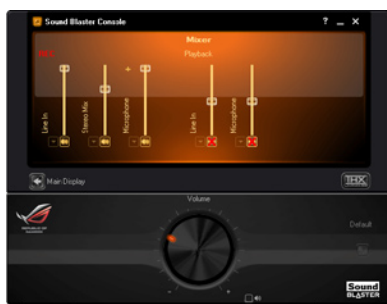 Sound Blaster Console
? _ ×
Mixer
Playback
Line In
Stereo Mix
Microphone
Line In
Microphone
Main Display
THX
Volume
Default
- +
Sound
BLASTER